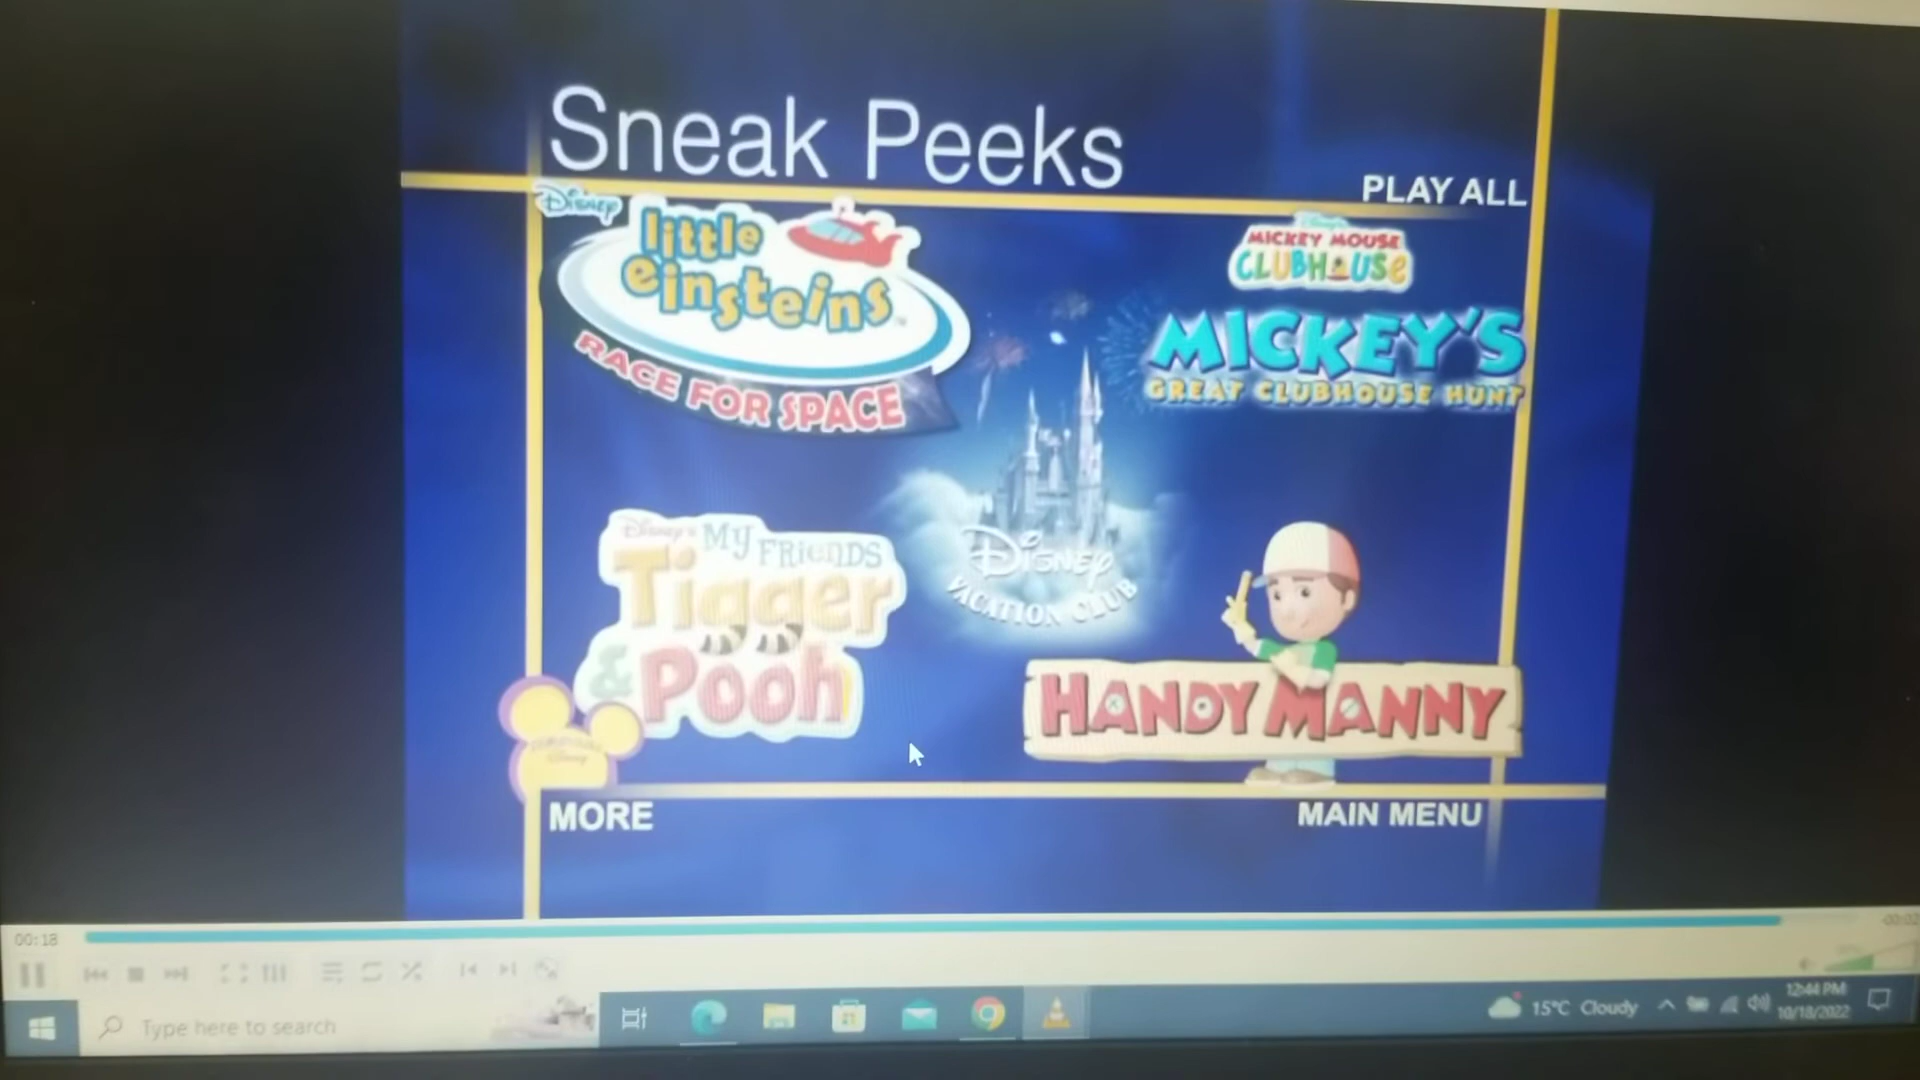 Sneak Peeks
PLAY ALL
Disney
little
einsteins
RACE FOR SPACE
Disney's
MICKEY MOUSE
CLUBHOUSE
MICKEY'S
GREAT CLUBHOUSE HUNT
Disney's My FRiENDS
Tigger
& Pooh
Disney
VACATION CLUB
HANDY MANNY
Disney
MORE
MAIN MENU
00:18
Type here to search
15°C Cloudy
12:44 PM
10/18/2022